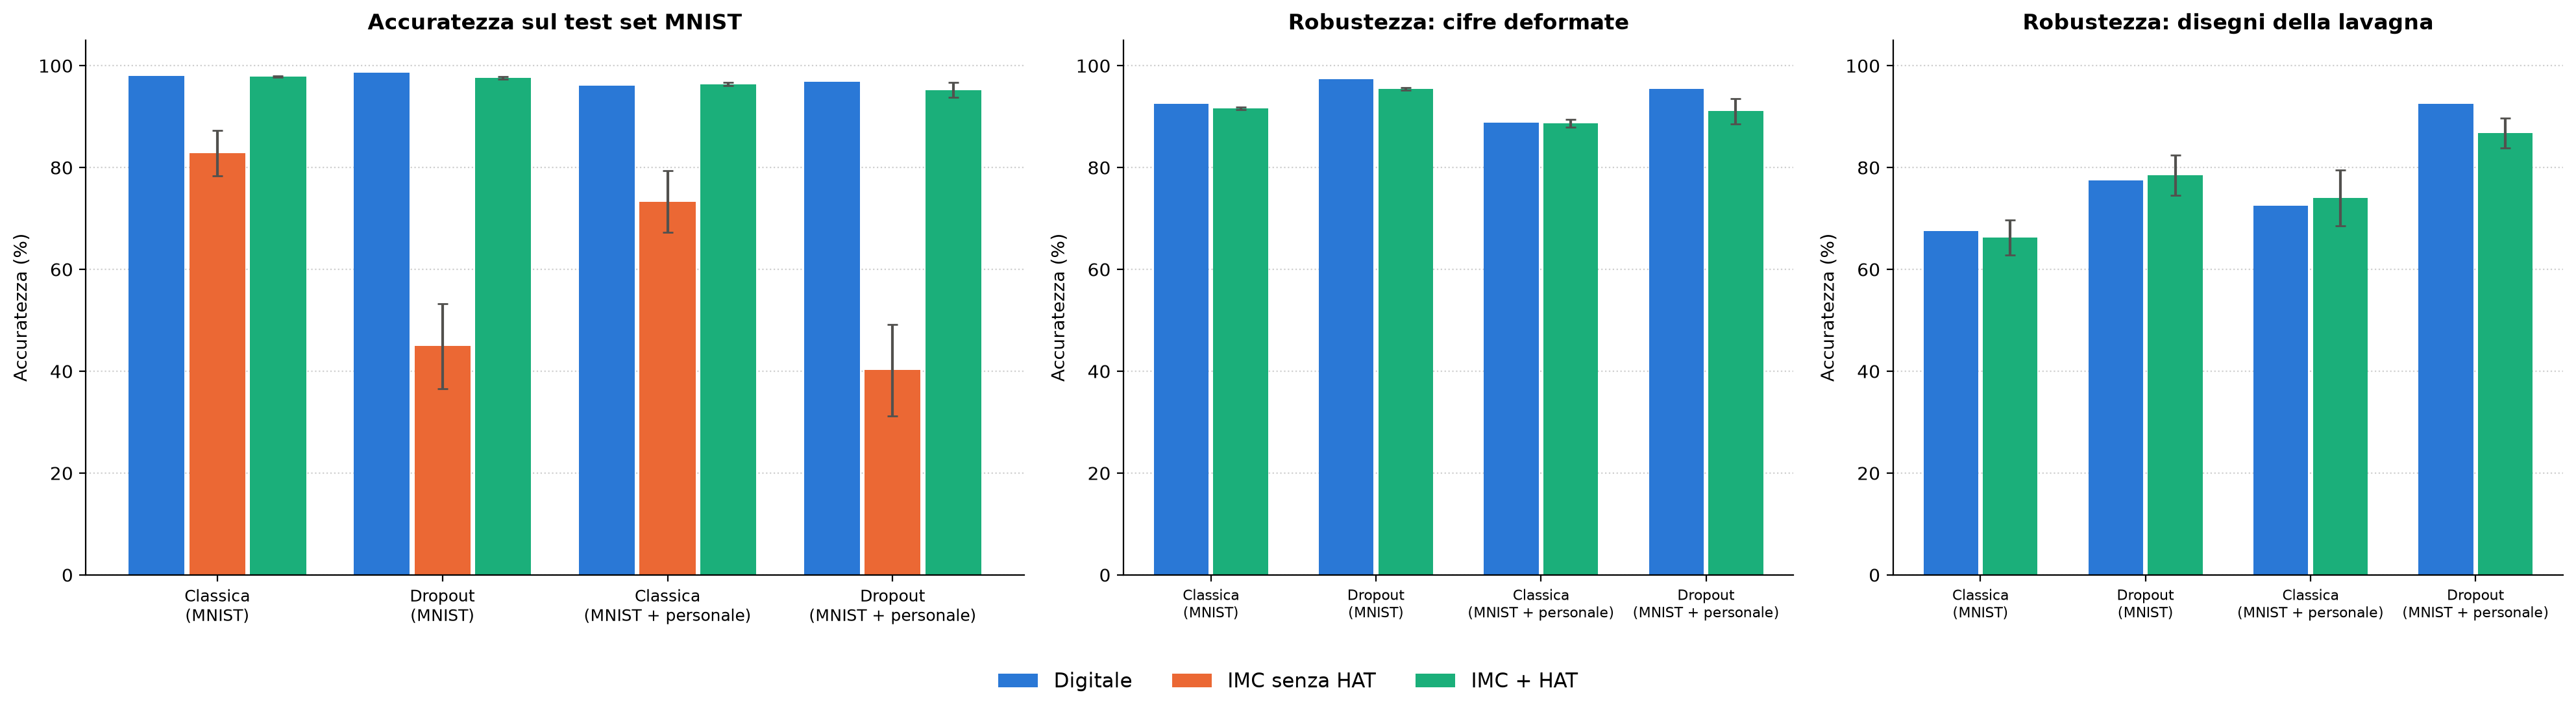 Accuratezza sul test set MNIST
Accuratezza (%)
100
80
60
40
20
0
Classica
(MNIST)
Dropout
(MNIST)
Classica
(MNIST + personale)
Dropout
(MNIST + personale)
Robustezza: cifre deformate
Accuratezza (%)
100
80
60
40
20
0
Classica
(MNIST)
Dropout
(MNIST)
Classica
(MNIST + personale)
Dropout
(MNIST + personale)
Robustezza: disegni della lavagna
Accuratezza (%)
100
80
60
40
20
0
Classica
(MNIST)
Dropout
(MNIST)
Classica
(MNIST + personale)
Dropout
(MNIST + personale)
Digitale
IMC senza HAT
IMC + HAT